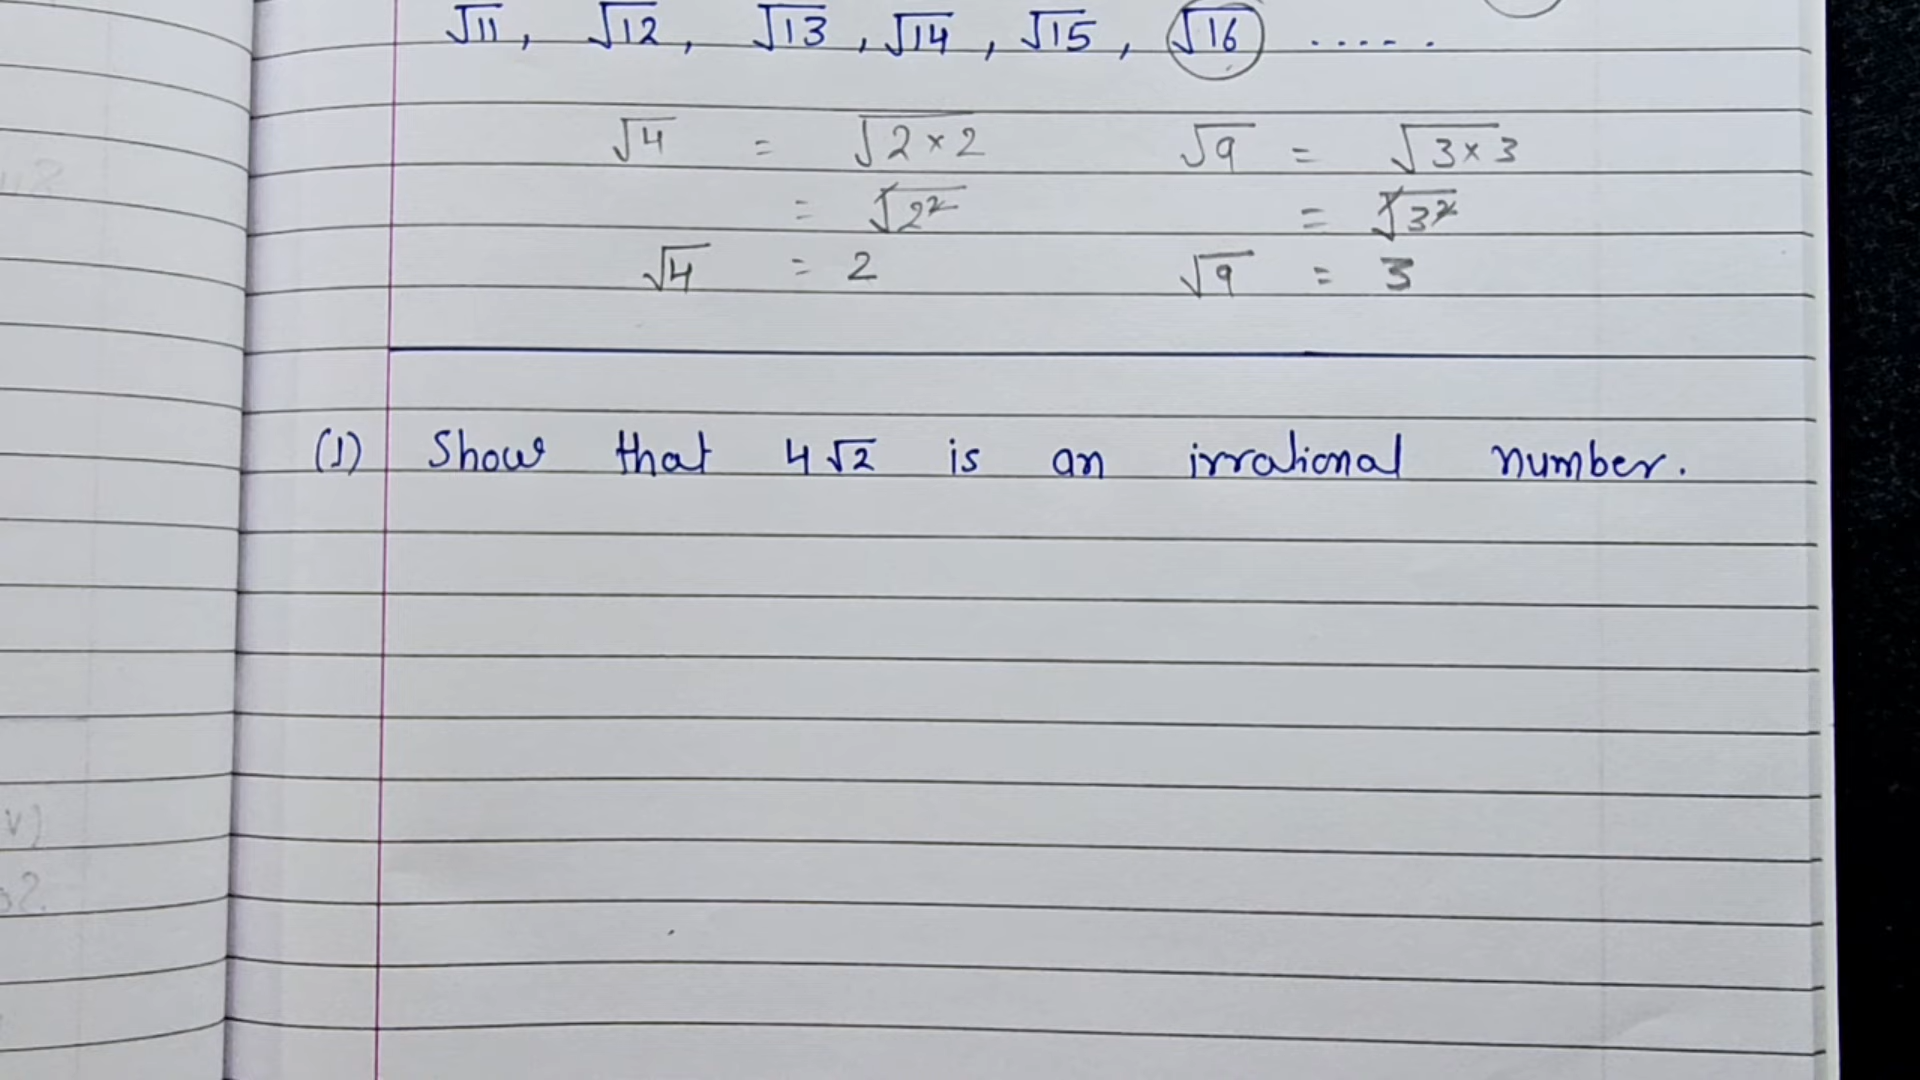 √11, √12, √13, √14, √15, √16 .....
√4 = √2×2 √9 = √3×3
= √2² = √3²
√4 = 2 √9 = 3
(1) Show that 4√2 is an irrational number.
v)